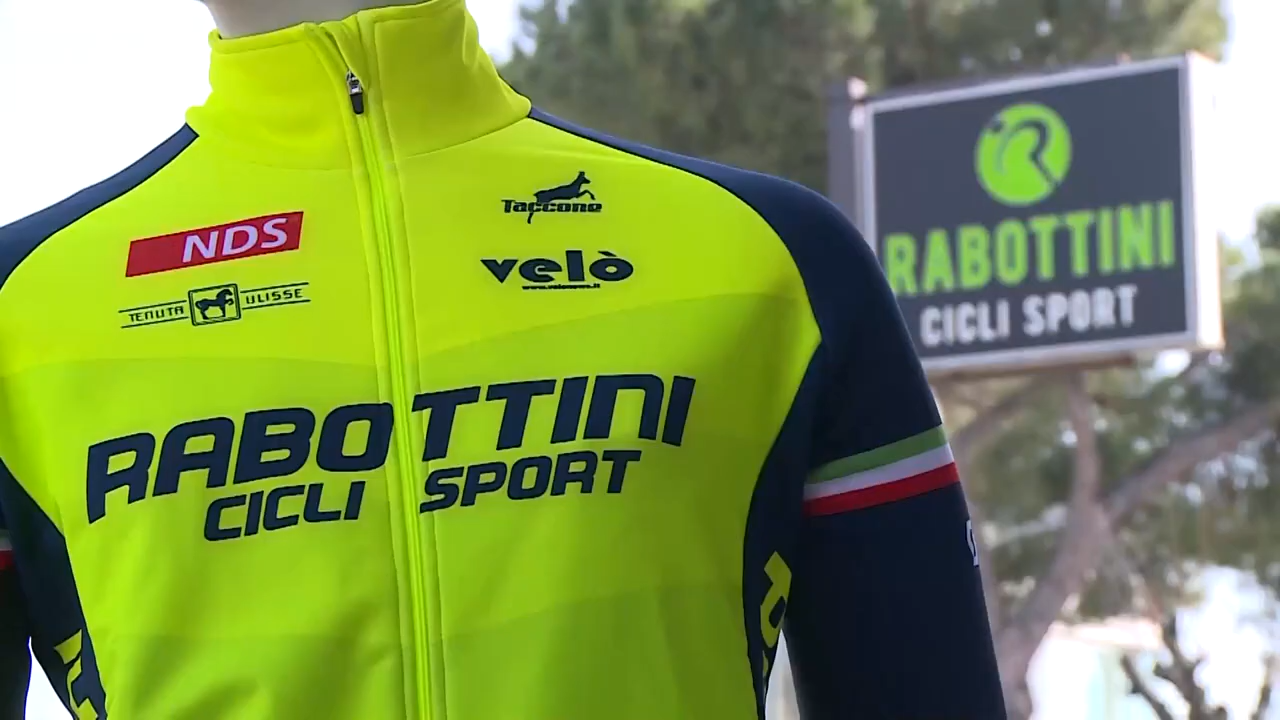 NDS
TENUTA ULISSE
Taccone
velò
RABOTTINI
CICLI SPORT
R
RABOTTINI
CICLI SPORT